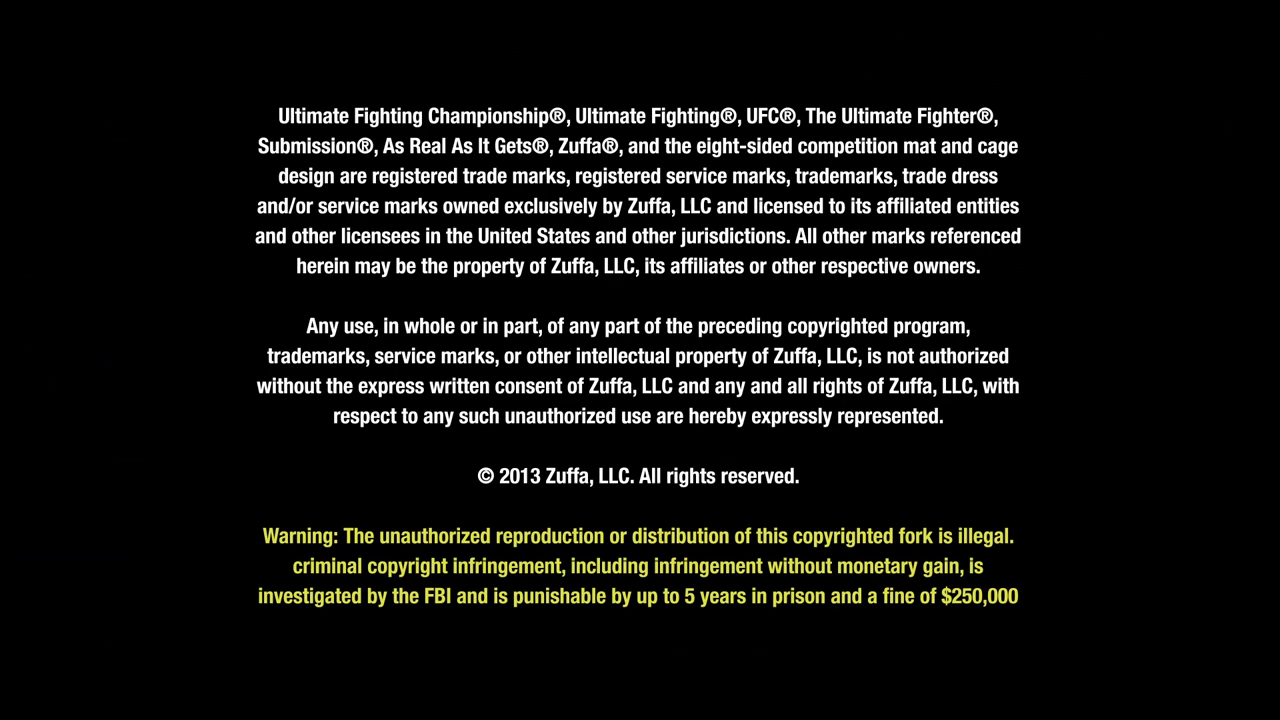 Ultimate Fighting Championship®, Ultimate Fighting®, UFC®, The Ultimate Fighter®,
Submission®, As Real As It Gets®, Zuffa®, and the eight-sided competition mat and cage
design are registered trade marks, registered service marks, trademarks, trade dress
and/or service marks owned exclusively by Zuffa, LLC and licensed to its affiliated entities
and other licensees in the United States and other jurisdictions. All other marks referenced
herein may be the property of Zuffa, LLC, its affiliates or other respective owners.
Any use, in whole or in part, of any part of the preceding copyrighted program,
trademarks, service marks, or other intellectual property of Zuffa, LLC, is not authorized
without the express written consent of Zuffa, LLC and any and all rights of Zuffa, LLC, with
respect to any such unauthorized use are hereby expressly represented.
© 2013 Zuffa, LLC. All rights reserved.
Warning: The unauthorized reproduction or distribution of this copyrighted fork is illegal.
criminal copyright infringement, including infringement without monetary gain, is
investigated by the FBI and is punishable by up to 5 years in prison and a fine of $250,000